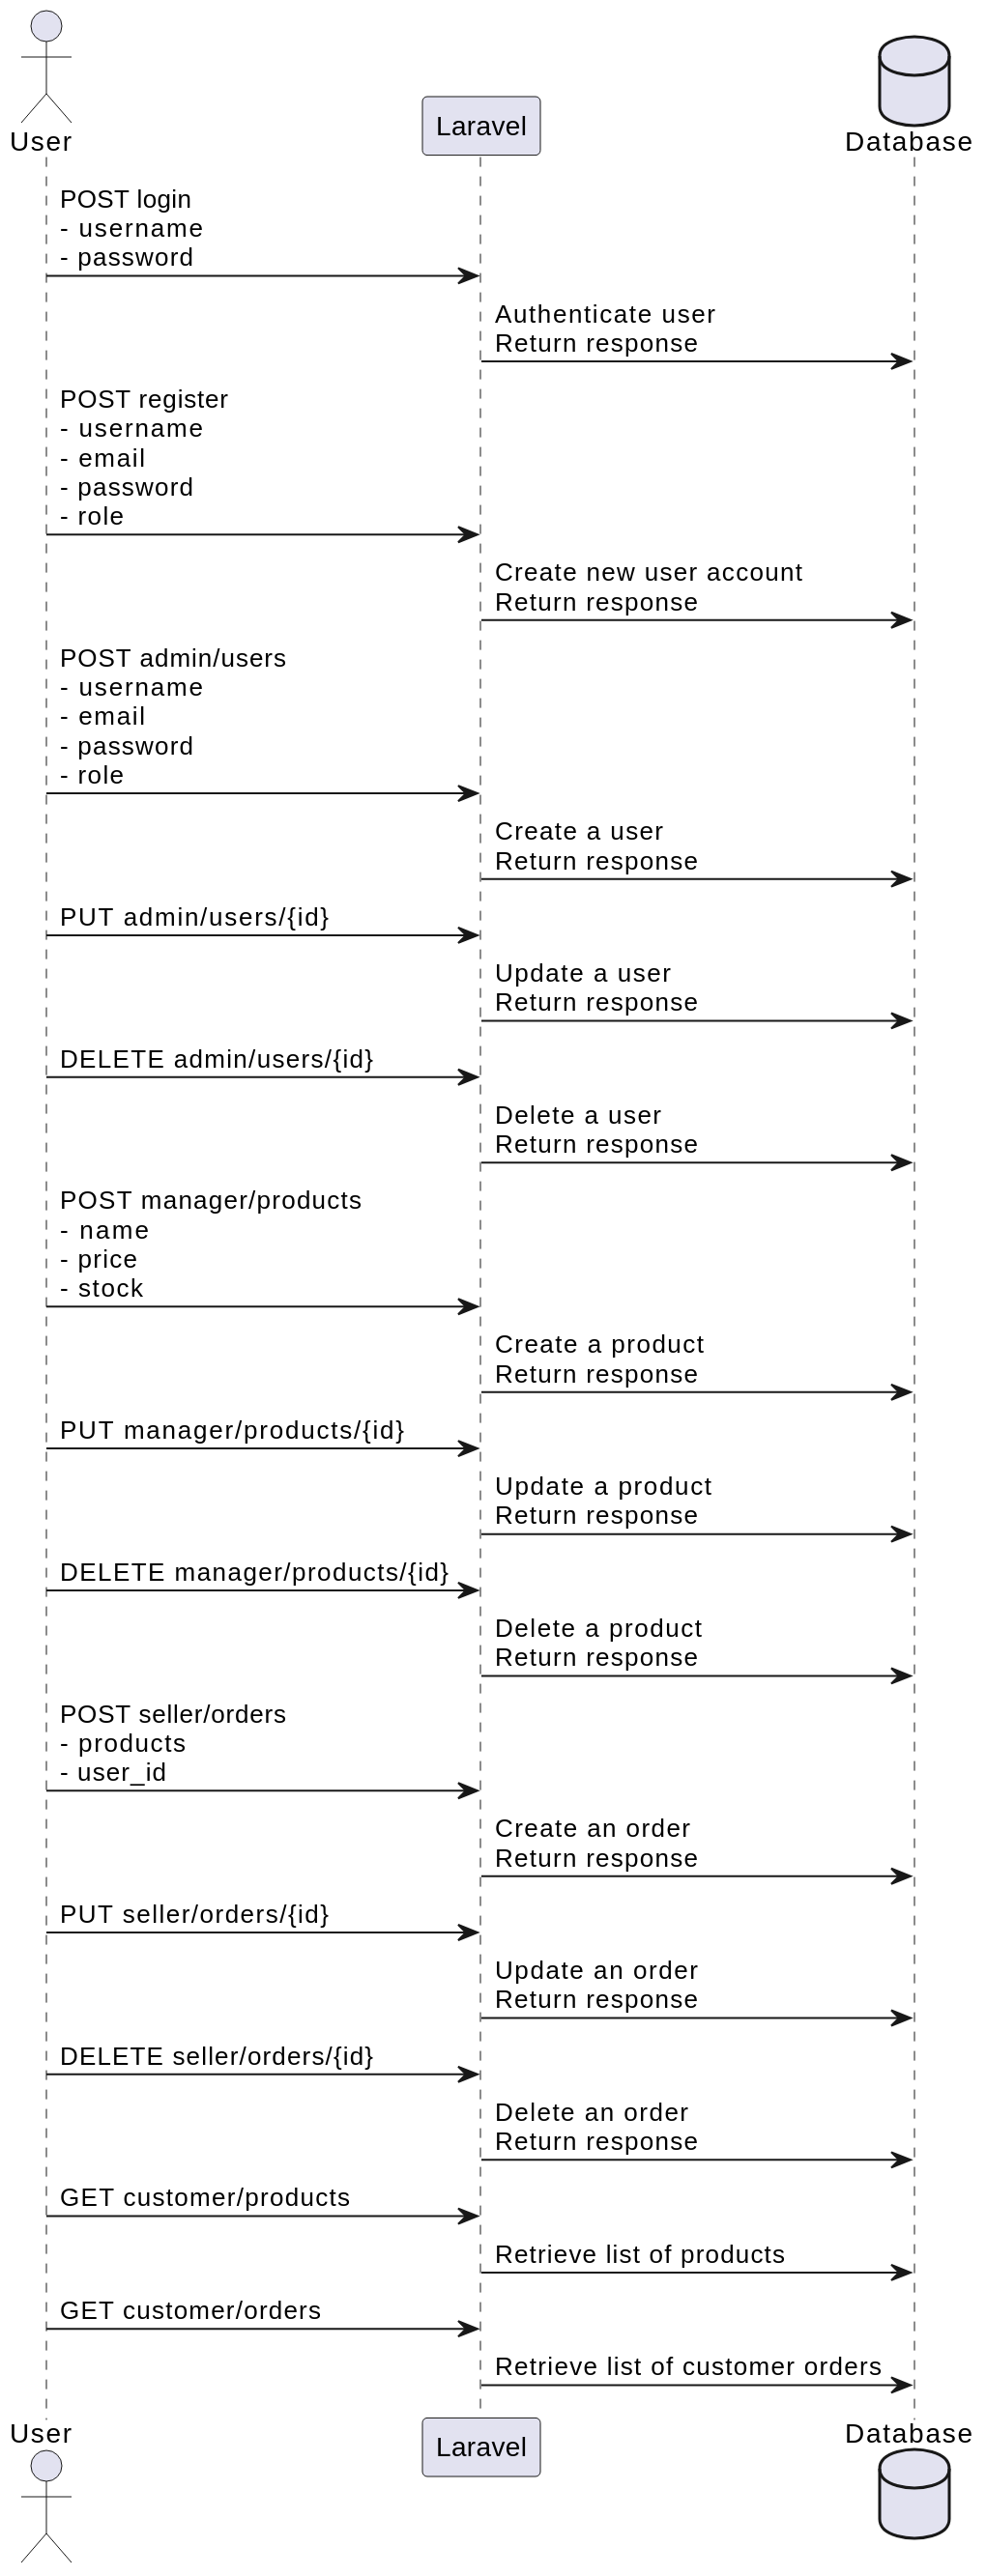 User
Laravel
Database
POST login
- username
- password
Authenticate user
Return response
POST register
- username
- email
- password
- role
Create new user account
Return response
POST admin/users
- username
- email
- password
- role
Create a user
Return response
PUT admin/users/{id}
Update a user
Return response
DELETE admin/users/{id}
Delete a user
Return response
POST manager/products
- name
- price
- stock
Create a product
Return response
PUT manager/products/{id}
Update a product
Return response
DELETE manager/products/{id}
Delete a product
Return response
POST seller/orders
- products
- user_id
Create an order
Return response
PUT seller/orders/{id}
Update an order
Return response
DELETE seller/orders/{id}
Delete an order
Return response
GET customer/products
Retrieve list of products
GET customer/orders
Retrieve list of customer orders
User
Laravel
Database